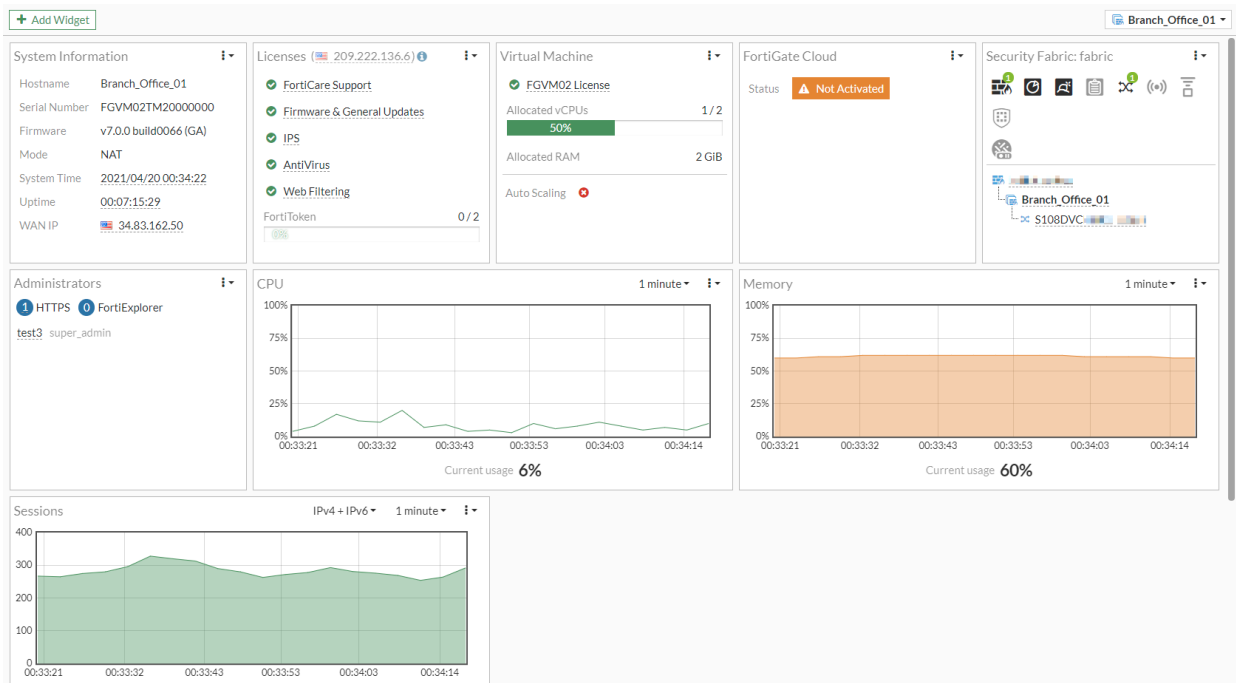 Add Widget
Branch_Office_01
System Information
Hostname Branch_Office_01
Serial Number FGVM02TM20000000
Firmware v7.0.0 build0066 (GA)
Mode NAT
System Time 2021/04/20 00:34:22
Uptime 00:07:15:29
WAN IP 34.83.162.50
Licenses (209.222.136.6)
FortiCare Support
Firmware & General Updates
IPS
AntiVirus
Web Filtering
FortiToken 0/2
0%
Virtual Machine
FGVM02 License
Allocated vCPUs 1/2
50%
Allocated RAM 2 GiB
Auto Scaling
FortiGate Cloud
Status Not Activated
Security Fabric: fabric
1 1
Branch_Office_01
S108DVC
Administrators
1 HTTPS 0 FortiExplorer
test3 super_admin
CPU 1 minute
100%
75%
50%
25%
0%
00:33:21 00:33:32 00:33:43 00:33:53 00:34:03 00:34:14
Current usage 6%
Memory 1 minute
100%
75%
50%
25%
0%
00:33:21 00:33:32 00:33:43 00:33:53 00:34:03 00:34:14
Current usage 60%
Sessions IPv4 + IPv6 1 minute
400
300
200
100
0
00:33:21 00:33:32 00:33:43 00:33:53 00:34:03 00:34:14